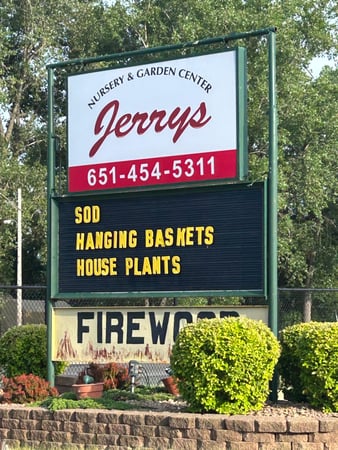 NURSERY & GARDEN CENTER
Jerrys
651-454-5311
SOD
HANGING BASKETS
HOUSE PLANTS
FIREWOOD